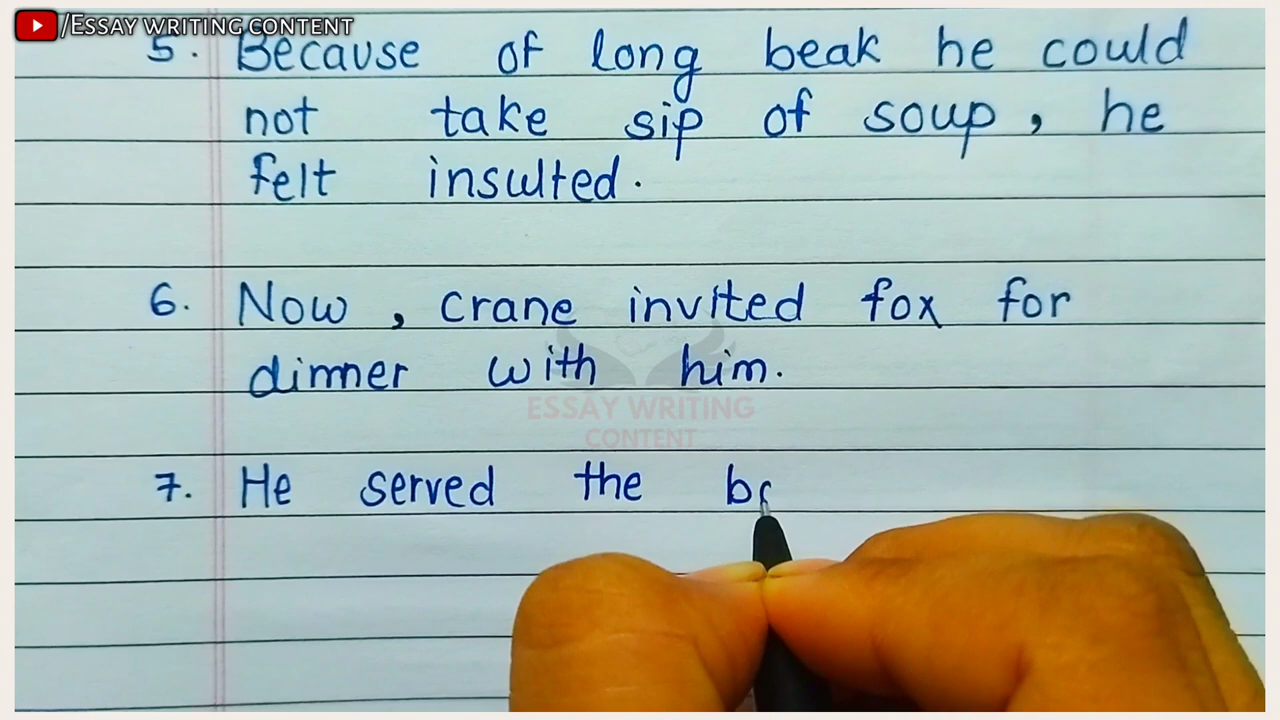 /Essay writing content
5. Because of long beak he could
not take sip of soup, he
felt insulted.
6. Now, crane invited fox for
dinner with him.
ESSAY WRITING
CONTENT
7. He served the